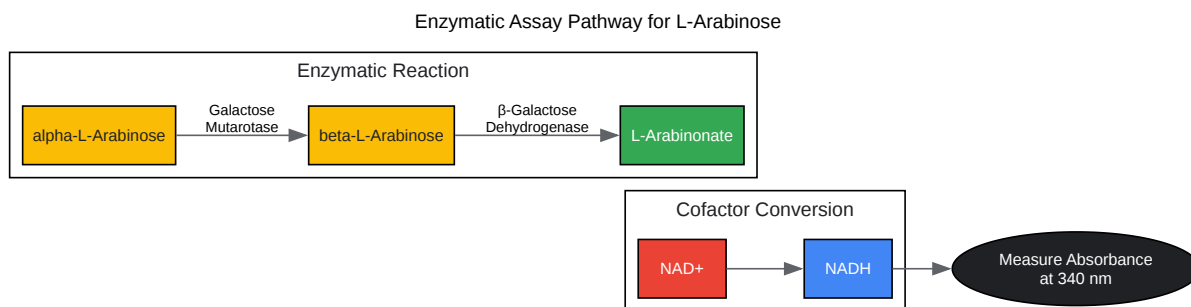 Enzymatic Assay Pathway for L-Arabinose
Enzymatic Reaction
alpha-L-Arabinose
Galactose
Mutarotase
beta-L-Arabinose
β-Galactose
Dehydrogenase
L-Arabinonate
Cofactor Conversion
NAD+
NADH
Measure Absorbance
at 340 nm